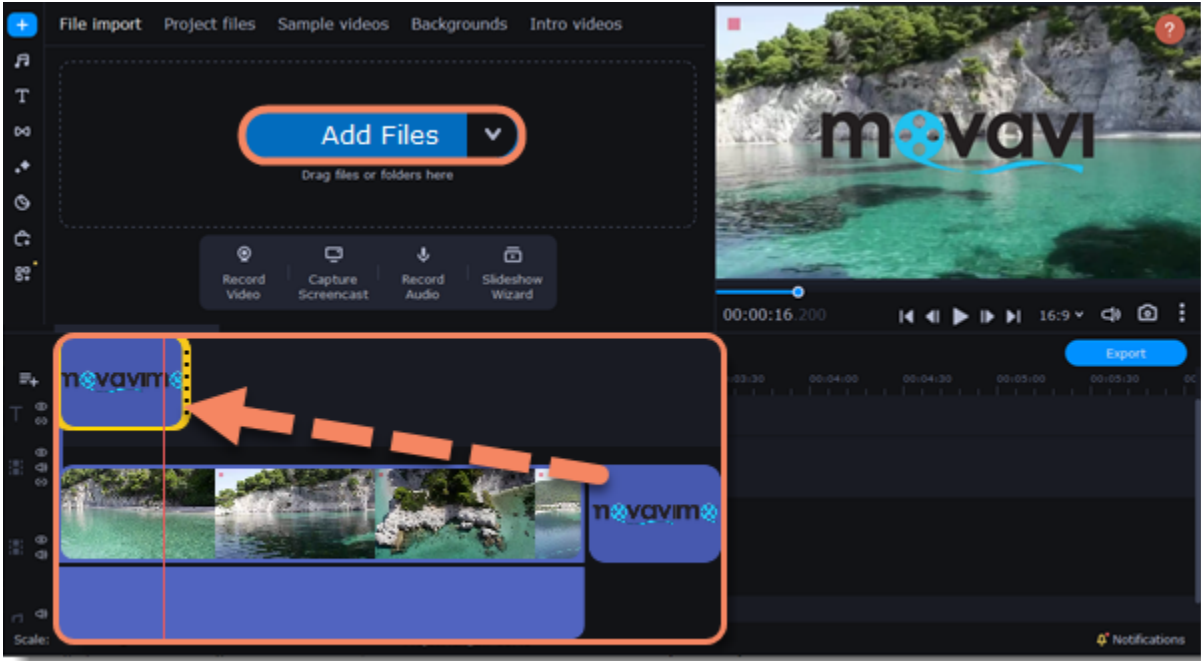 File import Project files Sample videos Backgrounds Intro videos
?
Add Files
Drag files or folders here
Record Video
Capture Screencast
Record Audio
Slideshow Wizard
movavi
00:00:16.200
16:9
Export
03:30 00:04:00 00:04:30 00:05:00 00:05:30
movavi
movavi
Scale:
Notifications